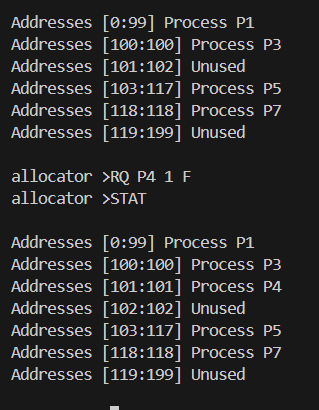 Addresses [0:99] Process P1
Addresses [100:100] Process P3
Addresses [101:102] Unused
Addresses [103:117] Process P5
Addresses [118:118] Process P7
Addresses [119:199] Unused
allocator >RQ P4 1 F
allocator >STAT
Addresses [0:99] Process P1
Addresses [100:100] Process P3
Addresses [101:101] Process P4
Addresses [102:102] Unused
Addresses [103:117] Process P5
Addresses [118:118] Process P7
Addresses [119:199] Unused